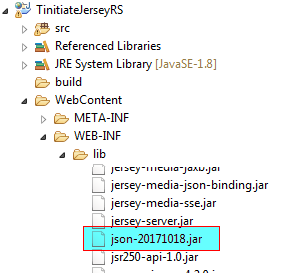 TinitiateJerseyRS
src
Referenced Libraries
JRE System Library [JavaSE-1.8]
build
WebContent
META-INF
WEB-INF
lib
jersey-media-jaxb.jar
jersey-media-json-binding.jar
jersey-media-sse.jar
jersey-server.jar
json-20171018.jar
jsr250-api-1.0.jar